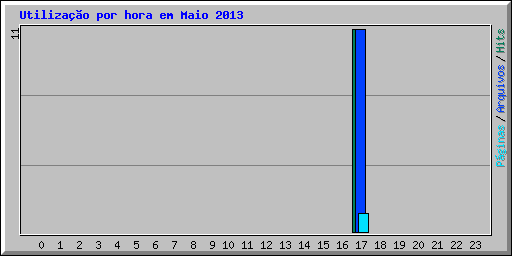 Utilização por hora em Maio 2013
11
Páginas / Arquivos / Hits
0 1 2 3 4 5 6 7 8 9 10 11 12 13 14 15 16 17 18 19 20 21 22 23